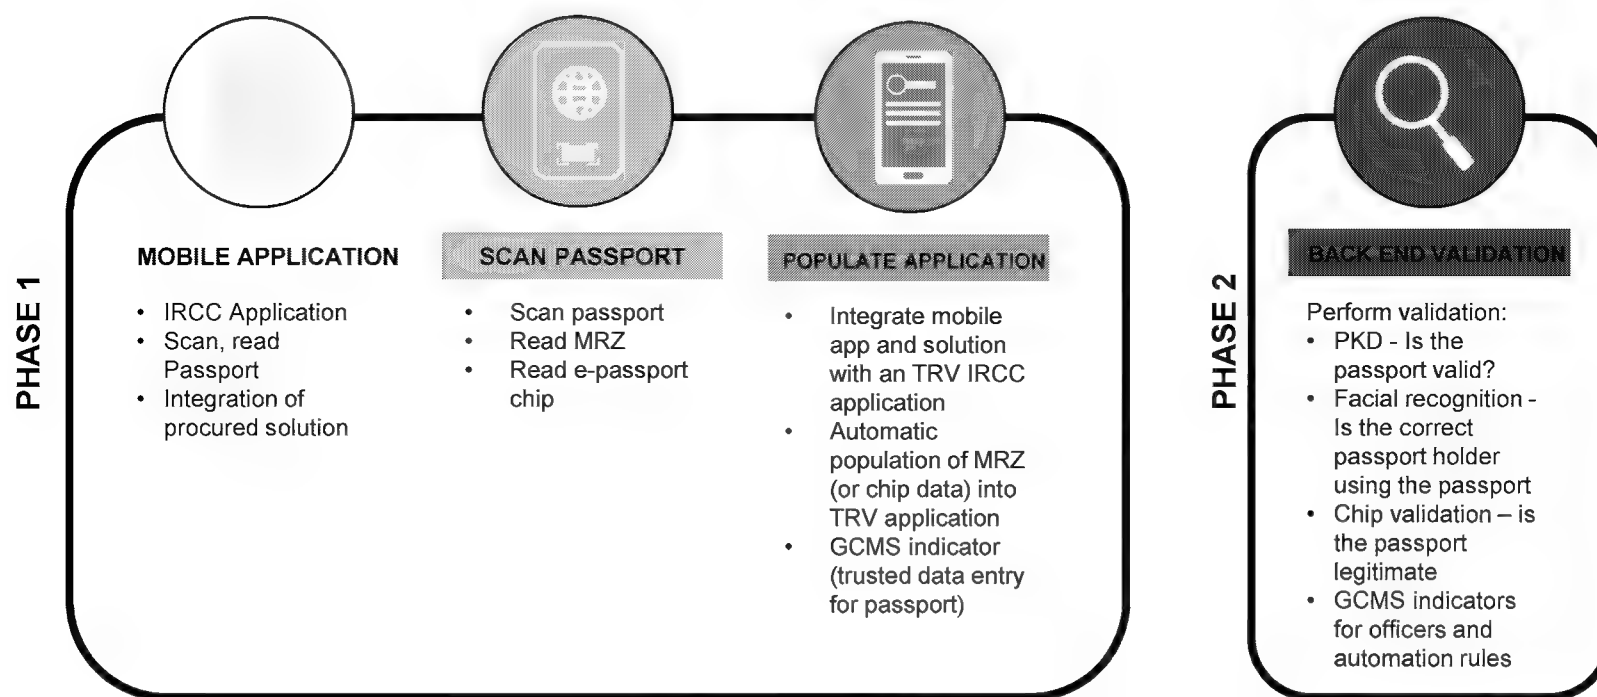 PHASE 1
MOBILE APPLICATION
• IRCC Application
• Scan, read
Passport
• Integration of
procured solution
SCAN PASSPORT
• Scan passport
• Read MRZ
• Read e-passport
chip
POPULATE APPLICATION
• Integrate mobile
app and solution
with an TRV IRCC
application
• Automatic
population of MRZ
(or chip data) into
TRV application
• GCMS indicator
(trusted data entry
for passport)
PHASE 2
BACK END VALIDATION
Perform validation:
• PKD - Is the
passport valid?
• Facial recognition -
Is the correct
passport holder
using the passport
• Chip validation – is
the passport
legitimate
• GCMS indicators
for officers and
automation rules